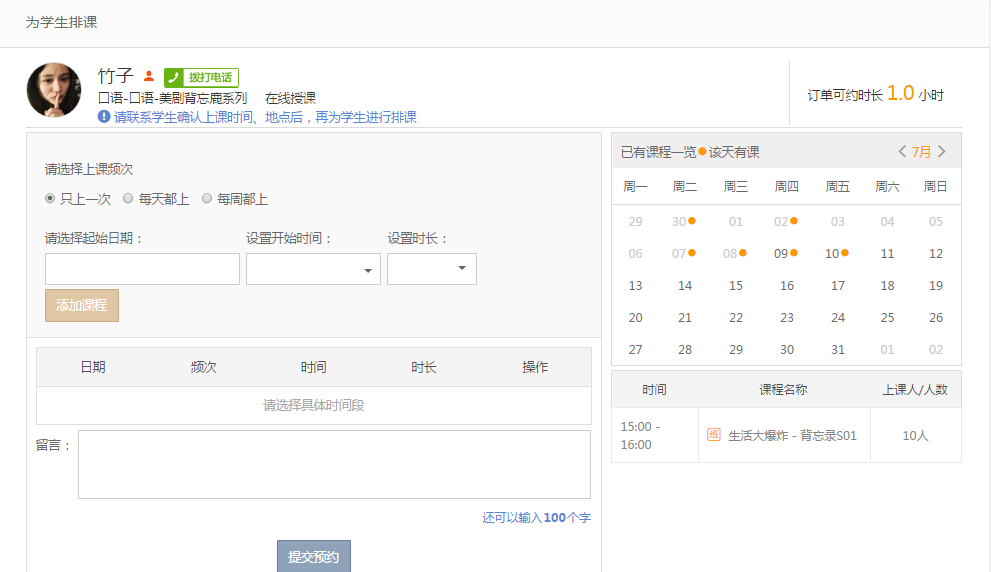 为学生排课
竹子 拨打电话
口语-口语-美剧背忘鹿系列 在线授课
请联系学生确认上课时间、地点后，再为学生进行排课
订单可约时长 1.0 小时
请选择上课频次
只上一次 每天都上 每周都上
请选择起始日期： 设置开始时间： 设置时长：
添加课程
日期 频次 时间 时长 操作
请选择具体时间段
留言：
还可以输入100个字
提交预约
已有课程一览 该天有课 7月
周一 周二 周三 周四 周五 周六 周日
29 30 01 02 03 04 05
06 07 08 09 10 11 12
13 14 15 16 17 18 19
20 21 22 23 24 25 26
27 28 29 30 31 01 02
时间 课程名称 上课人/人数
15:00 -
16:00
班 生活大爆炸 - 背忘录S01 10人